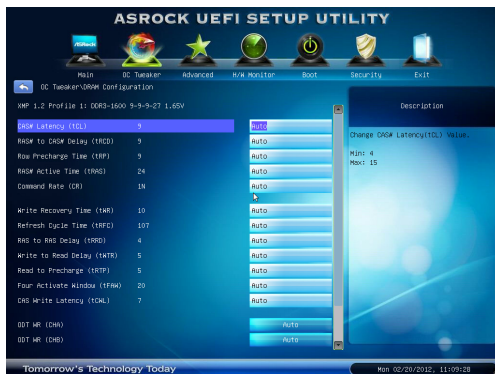 ASROCK UEFI SETUP UTILITY
ASRock
Main OC Tweaker Advanced H/W Monitor Boot Security Exit
OC Tweaker\DRAM Configuration
XMP 1.2 Profile 1: DDR3-1600 9-9-9-27 1.65V
Description
CAS# Latency (tCL) 9 Auto
Change CAS# Latency(tCL) Value.
RAS# to CAS# Delay (tRCD) 9 Auto
Min: 4
Row Precharge Time (tRP) 9 Auto
Max: 15
RAS# Active Time (tRAS) 24 Auto
Command Rate (CR) 1N Auto
Write Recovery Time (tWR) 10 Auto
Refresh Cycle Time (tRFC) 107 Auto
RAS to RAS Delay (tRRD) 4 Auto
Write to Read Delay (tWTR) 5 Auto
Read to Precharge (tRTP) 5 Auto
Four Activate Window (tFAW) 20 Auto
CAS Write Latency (tCWL) 7 Auto
ODT WR (CHA) Auto
ODT WR (CHB) Auto
Tomorrow's Technology Today
Mon 02/20/2012, 11:09:28